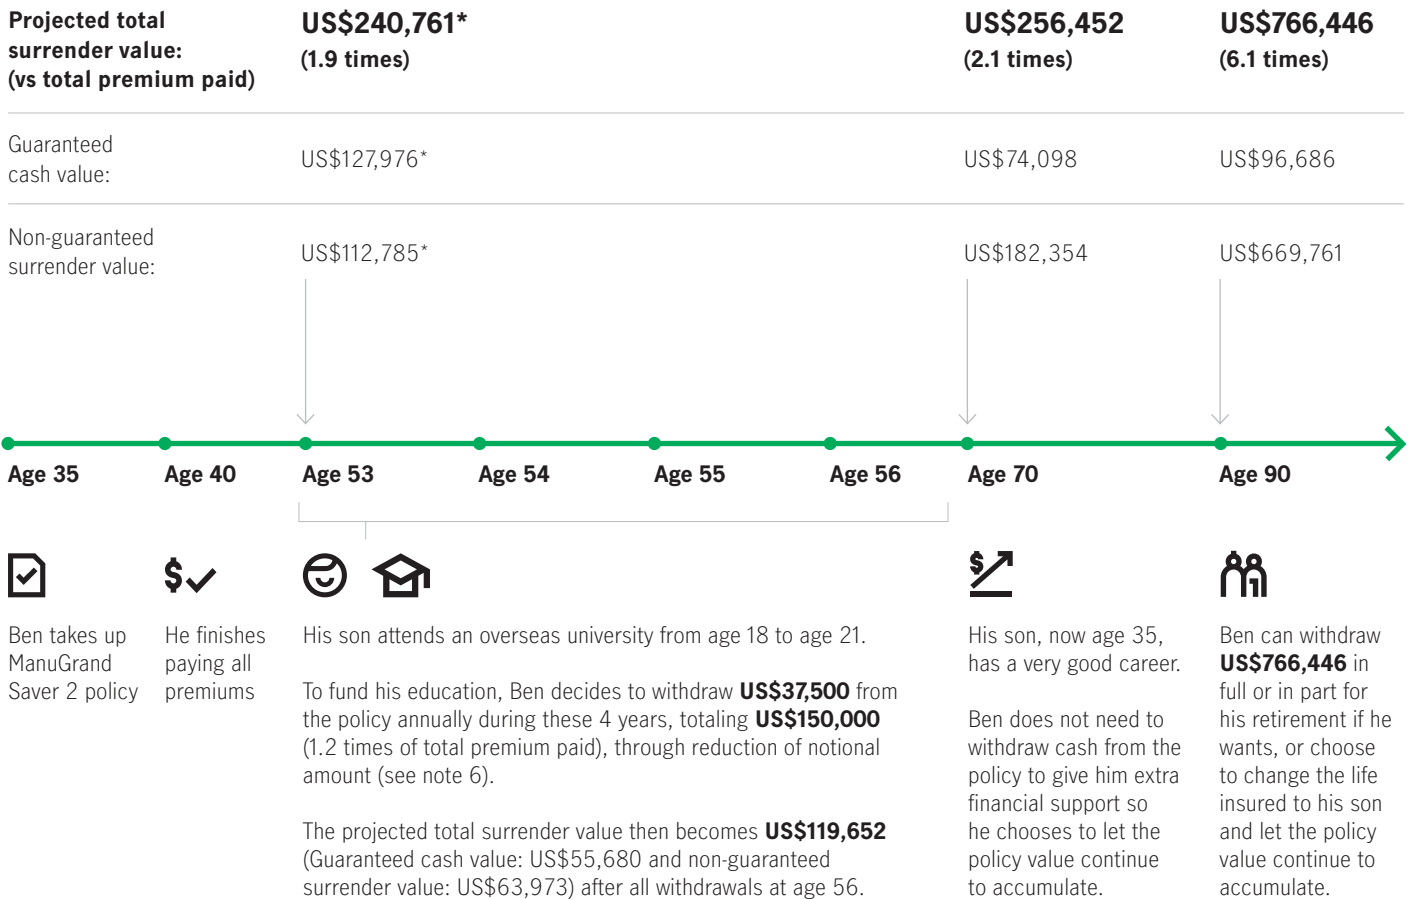 Projected total
surrender value:
(vs total premium paid)
US$240,761*
(1.9 times)
US$256,452
(2.1 times)
US$766,446
(6.1 times)
Guaranteed
cash value:
US$127,976*
US$74,098
US$96,686
Non-guaranteed
surrender value:
US$112,785*
US$182,354
US$669,761
Age 35
Age 40
Age 53
Age 54
Age 55
Age 56
Age 70
Age 90
Ben takes up
ManuGrand
Saver 2 policy
He finishes
paying all
premiums
His son attends an overseas university from age 18 to age 21.
To fund his education, Ben decides to withdraw US$37,500 from
the policy annually during these 4 years, totaling US$150,000
(1.2 times of total premium paid), through reduction of notional
amount (see note 6).
The projected total surrender value then becomes US$119,652
(Guaranteed cash value: US$55,680 and non-guaranteed
surrender value: US$63,973) after all withdrawals at age 56.
His son, now age 35,
has a very good career.
Ben does not need to
withdraw cash from the
policy to give him extra
financial support so
he chooses to let the
policy value continue
to accumulate.
Ben can withdraw
US$766,446 in
full or in part for
his retirement if he
wants, or choose
to change the life
insured to his son
and let the policy
value continue to
accumulate.